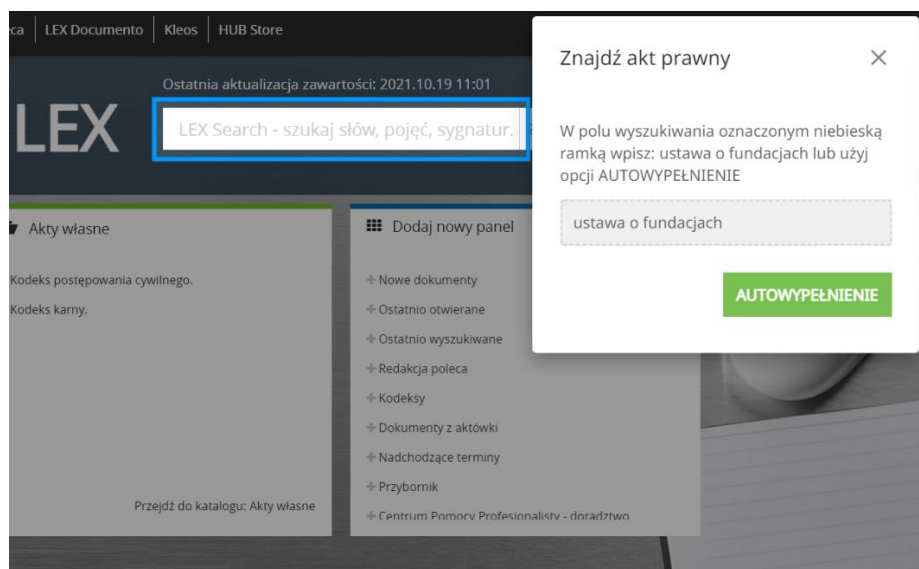 LEX Documento
Kleos
HUB Store
Ostatnia aktualizacja zawartości: 2021.10.19 11:01
LEX
LEX Search - szukaj słów, pojęć, sygnatur.
Akty własne
Kodeks postępowania cywilnego.
Kodeks karny.
Przejdź do katalogu: Akty własne
Dodaj nowy panel
+ Nowe dokumenty
+ Ostatnio otwierane
+ Ostatnio wyszukiwane
+ Redakcja poleca
+ Kodeksy
+ Dokumenty z aktówki
+ Nadchodzące terminy
+ Przybornik
+ Centrum Pomocy Profesjonalisty - doradztwo
Znajdź akt prawny
W polu wyszukiwania oznaczonym niebieską
ramką wpisz: ustawa o fundacjach lub użyj
opcji AUTOWYPEŁNIENIE
ustawa o fundacjach
AUTOWYPEŁNIENIE